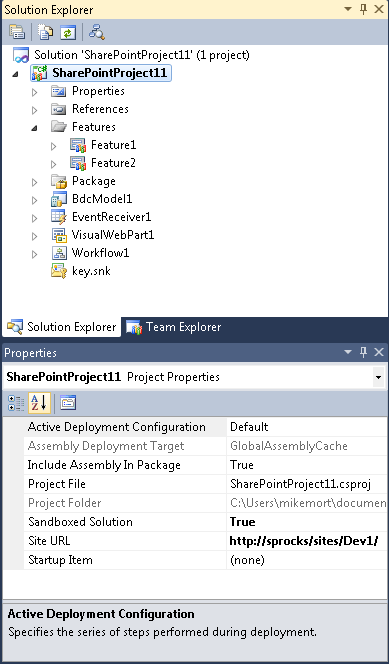 Solution Explorer
Solution 'SharePointProject11' (1 project)
SharePointProject11
Properties
References
Features
Feature1
Feature2
Package
BdcModel1
EventReceiver1
VisualWebPart1
Workflow1
key.snk
Solution Explorer Team Explorer
Properties
SharePointProject11 Project Properties
Active Deployment Configuration Default
Assembly Deployment Target GlobalAssemblyCache
Include Assembly In Package True
Project File SharePointProject11.csproj
Project Folder C:\Users\mikemort\documen
Sandboxed Solution True
Site URL http://sprocks/sites/Dev1/
Startup Item (none)
Active Deployment Configuration
Specifies the series of steps performed during deployment.